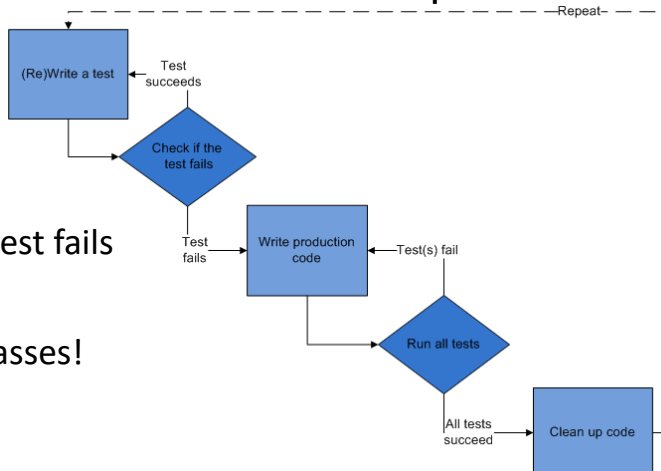 Repeat
(Re)Write a test
Test
succeeds
Check if the
test fails
est fails
Test
fails
Write production
code
Test(s) fail
asses!
Run all tests
All tests
succeed
Clean up code